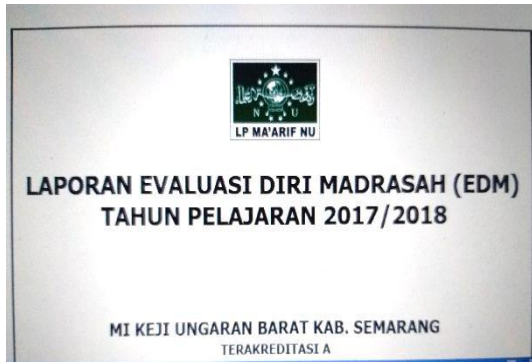 N U
LP MA'ARIF NU
LAPORAN EVALUASI DIRI MADRASAH (EDM)
TAHUN PELAJARAN 2017/2018
MI KEJI UNGARAN BARAT KAB. SEMARANG
TERAKREDITASI A